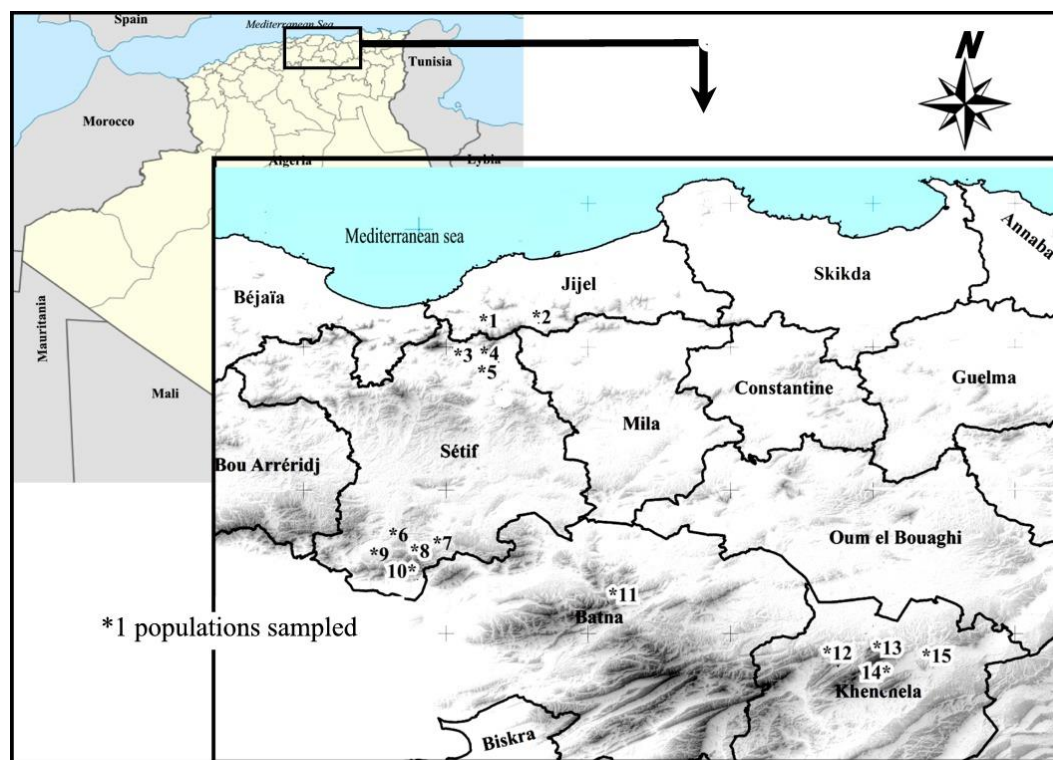 Spain
Mediterranean Sea
Tunisia
Morocco
Algeria
Lybia
Mauritania
Mali
N
Mediterranean sea
Annaba
Skikda
Jijel
Béjaïa
*1
*2
*3
*4
*5
Constantine
Guelma
Mila
Sétif
Bou Arréridj
*6
*7
*8
*9
10*
Oum el Bouaghi
*11
Batna
*1 populations sampled
*12
*13
14*
*15
Khenchela
Biskra